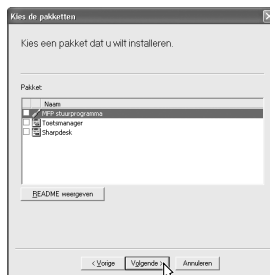 Kies de pakketten
Kies een pakket dat u wilt installeren.
Pakket:
Naam
MFP stuurprogramma
Toetsmanager
Sharpdesk
README weergeven
< Vorige Volgende > Annuleren